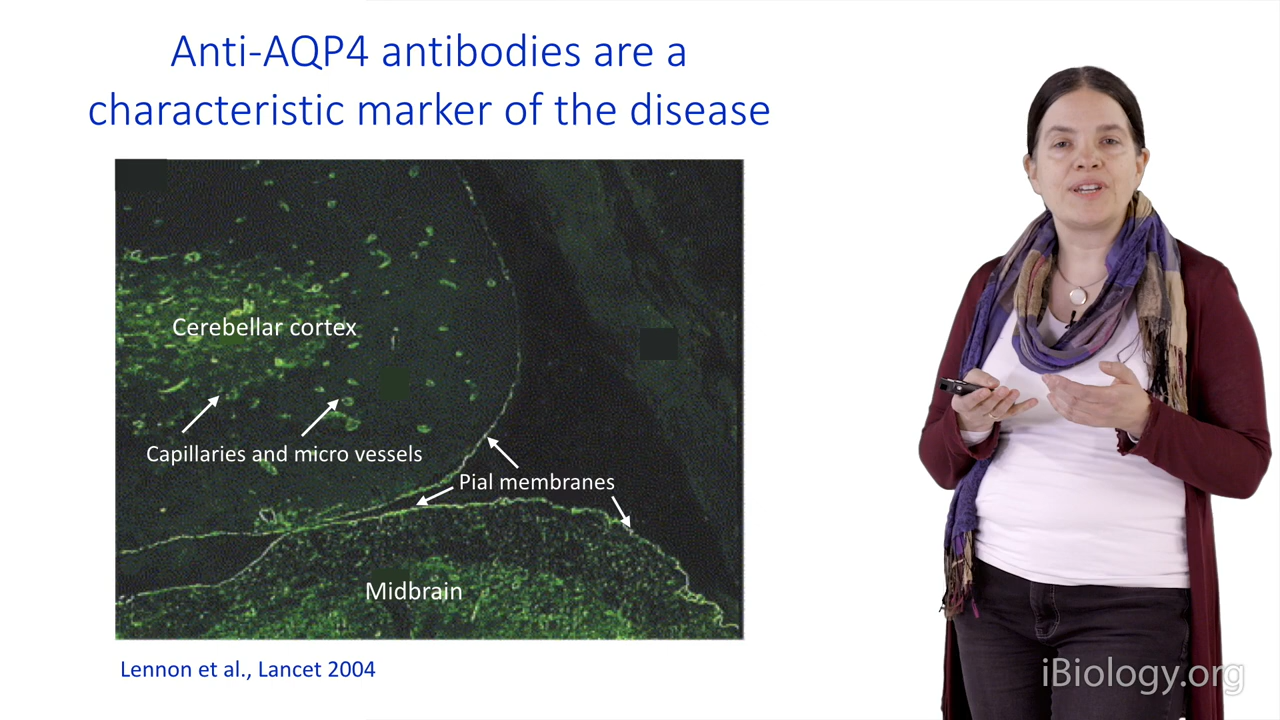 Anti-AQP4 antibodies are a
characteristic marker of the disease
Cerebellar cortex
Capillaries and micro vessels
Pial membranes
Midbrain
Lennon et al., Lancet 2004
iBiology.org